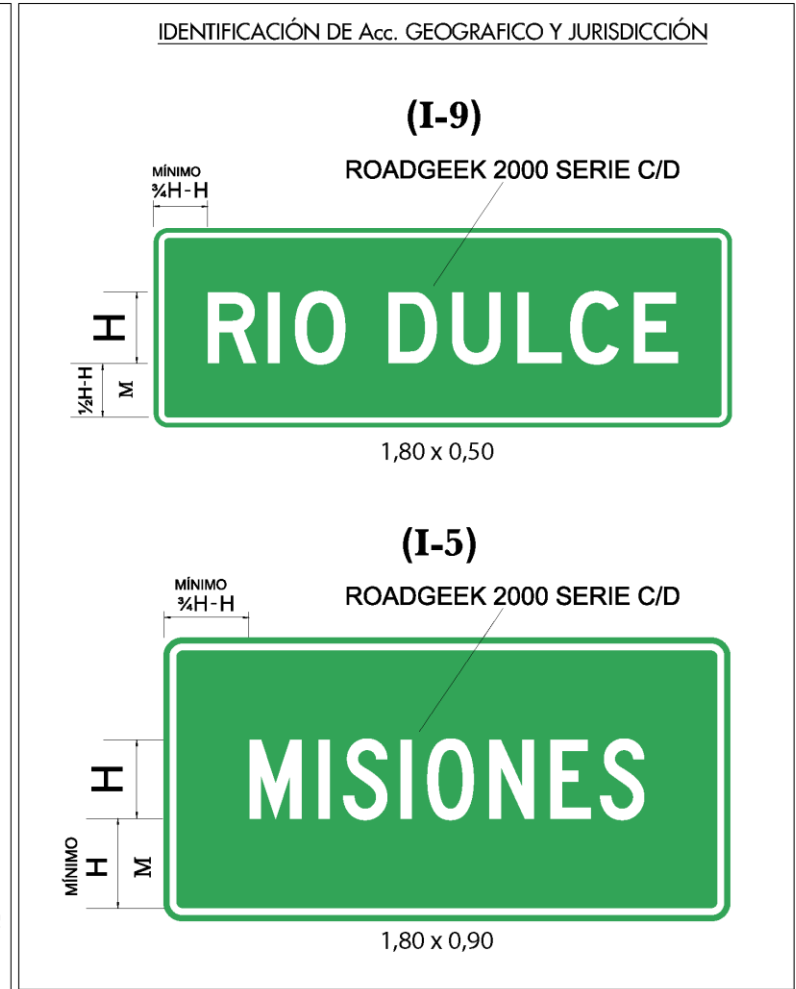 IDENTIFICACIÓN DE Acc. GEOGRAFICO Y JURISDICCIÓN
(I-9)
MÍNIMO
¾H-H
ROADGEEK 2000 SERIE C/D
H
½H-H
M
RIO DULCE
1,80 x 0,50
(I-5)
MÍNIMO
¾H-H
ROADGEEK 2000 SERIE C/D
H
MÍNIMO
H
M
MISIONES
1,80 x 0,90